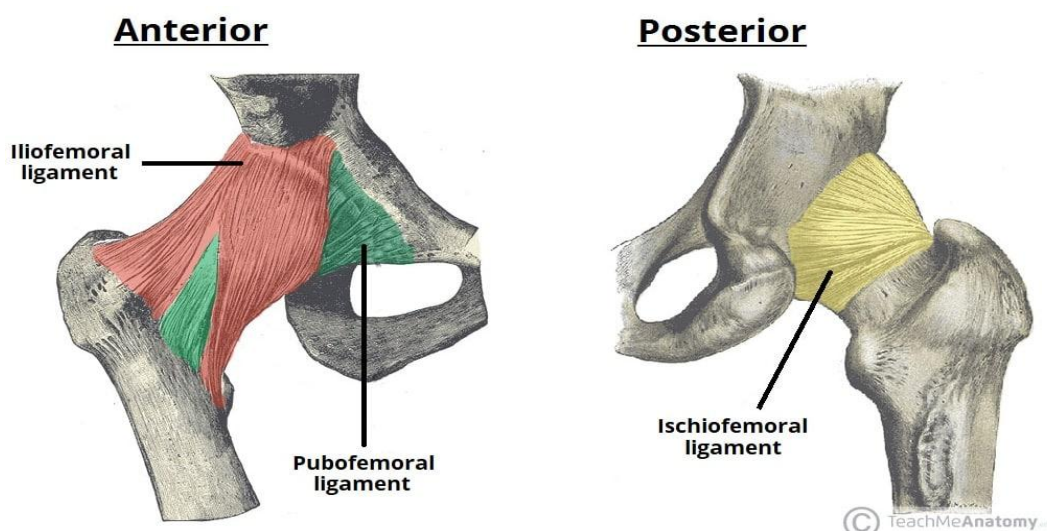 Anterior
Posterior
Iliofemoral
ligament
Pubofemoral
ligament
Ischiofemoral
ligament
© TeachMeAnatomy